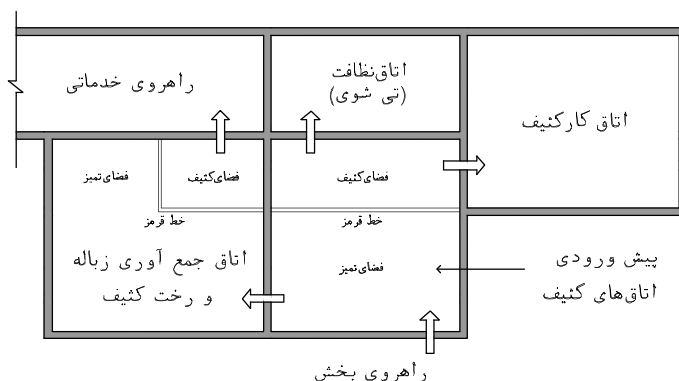 اتاق کارکثیف
اتاق‌نظافت
(تی شوی)
راهروی خدماتی
فضای‌کثیف
فضای‌کثیف
فضای‌تمیز
خط قرمز
خط قرمز
پیش ورودی
اتاق‌های کثیف
فضای‌تمیز
اتاق جمع آوری زباله
و رخت کثیف
راهروی بخش